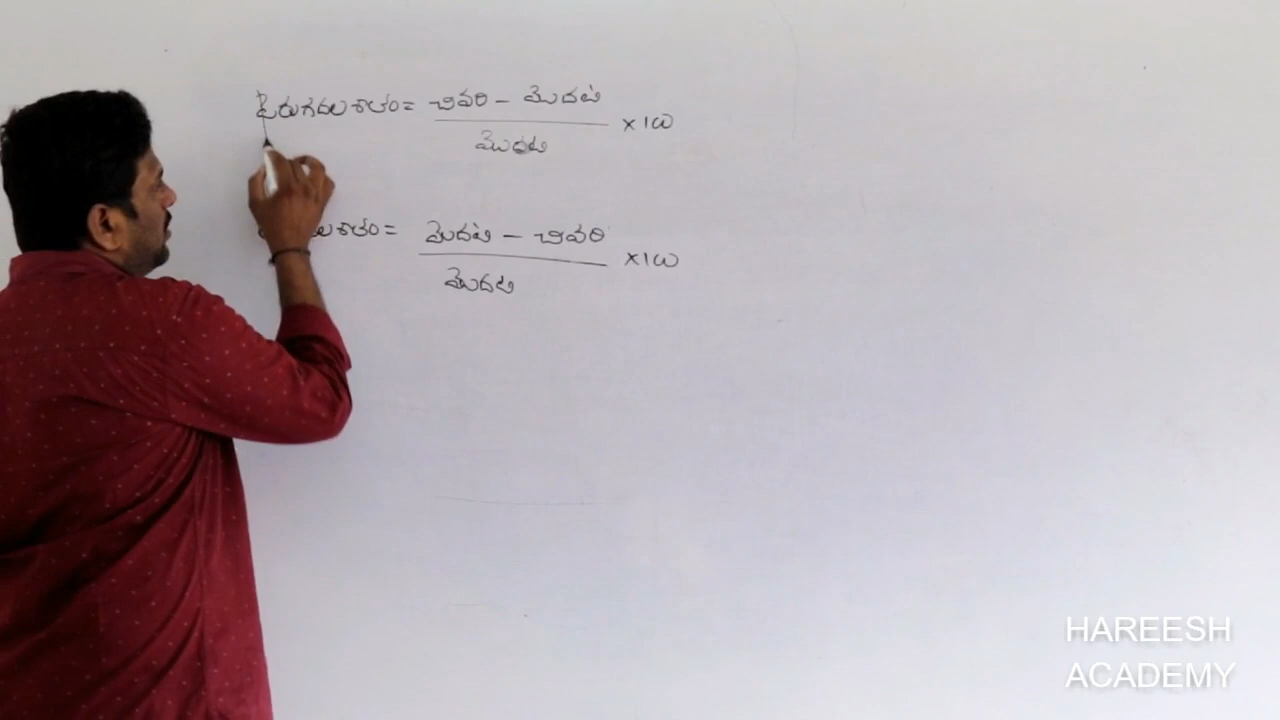 పెరుగుదల శాతం = చివరి - మొదటి
మొదటి
×100
శాతం = మొదటి - చివరి
మొదటి
×100
HAREESH
ACADEMY